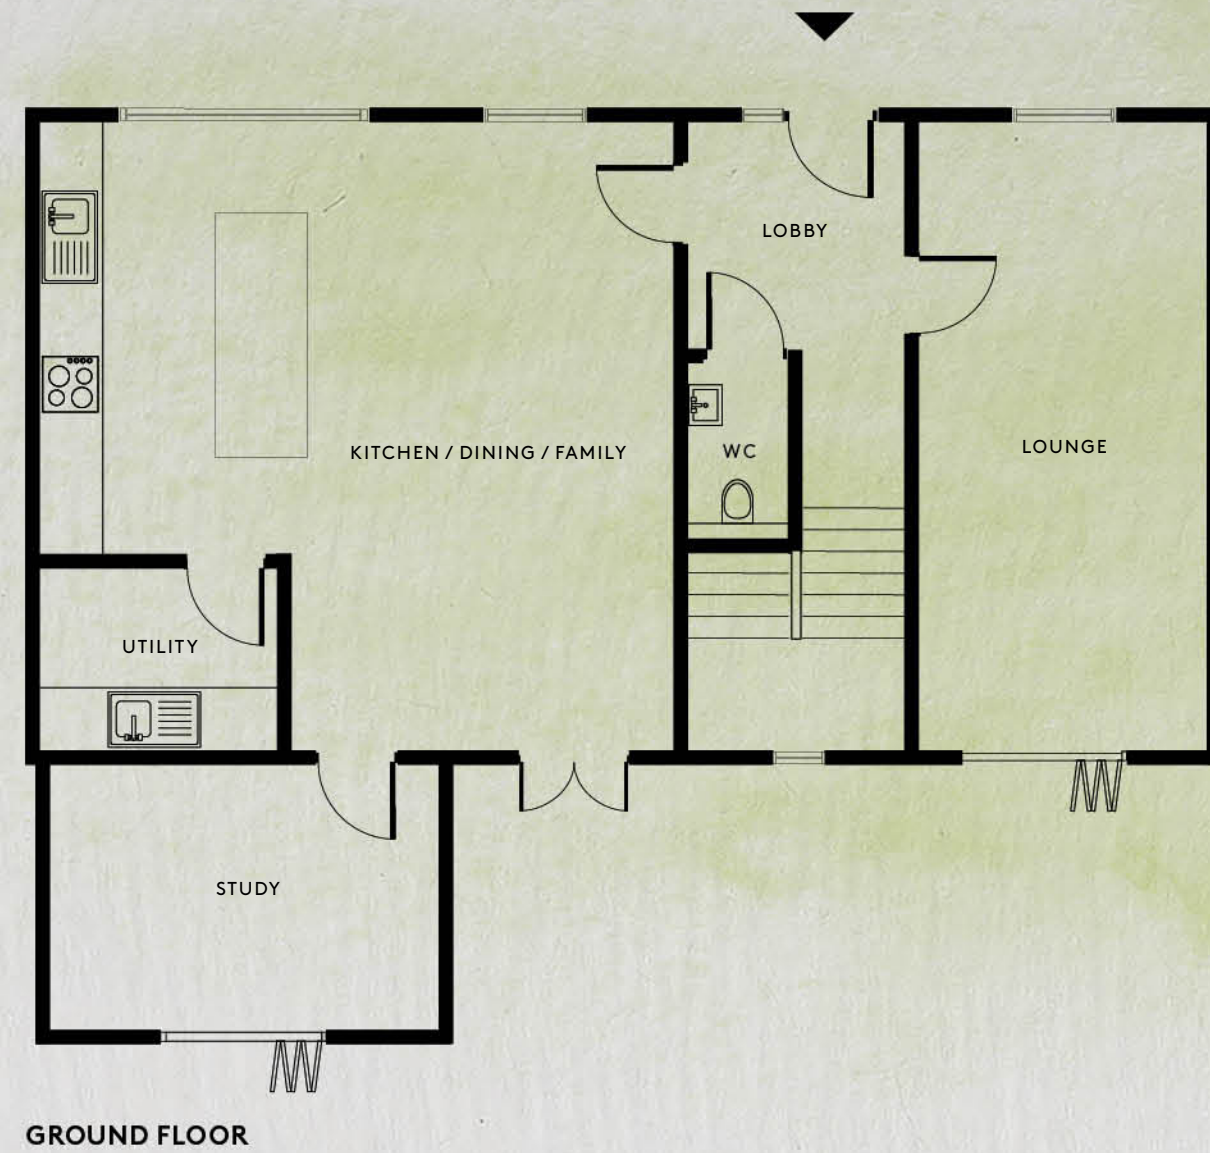 LOBBY
KITCHEN / DINING / FAMILY
WC
LOUNGE
UTILITY
STUDY
GROUND FLOOR